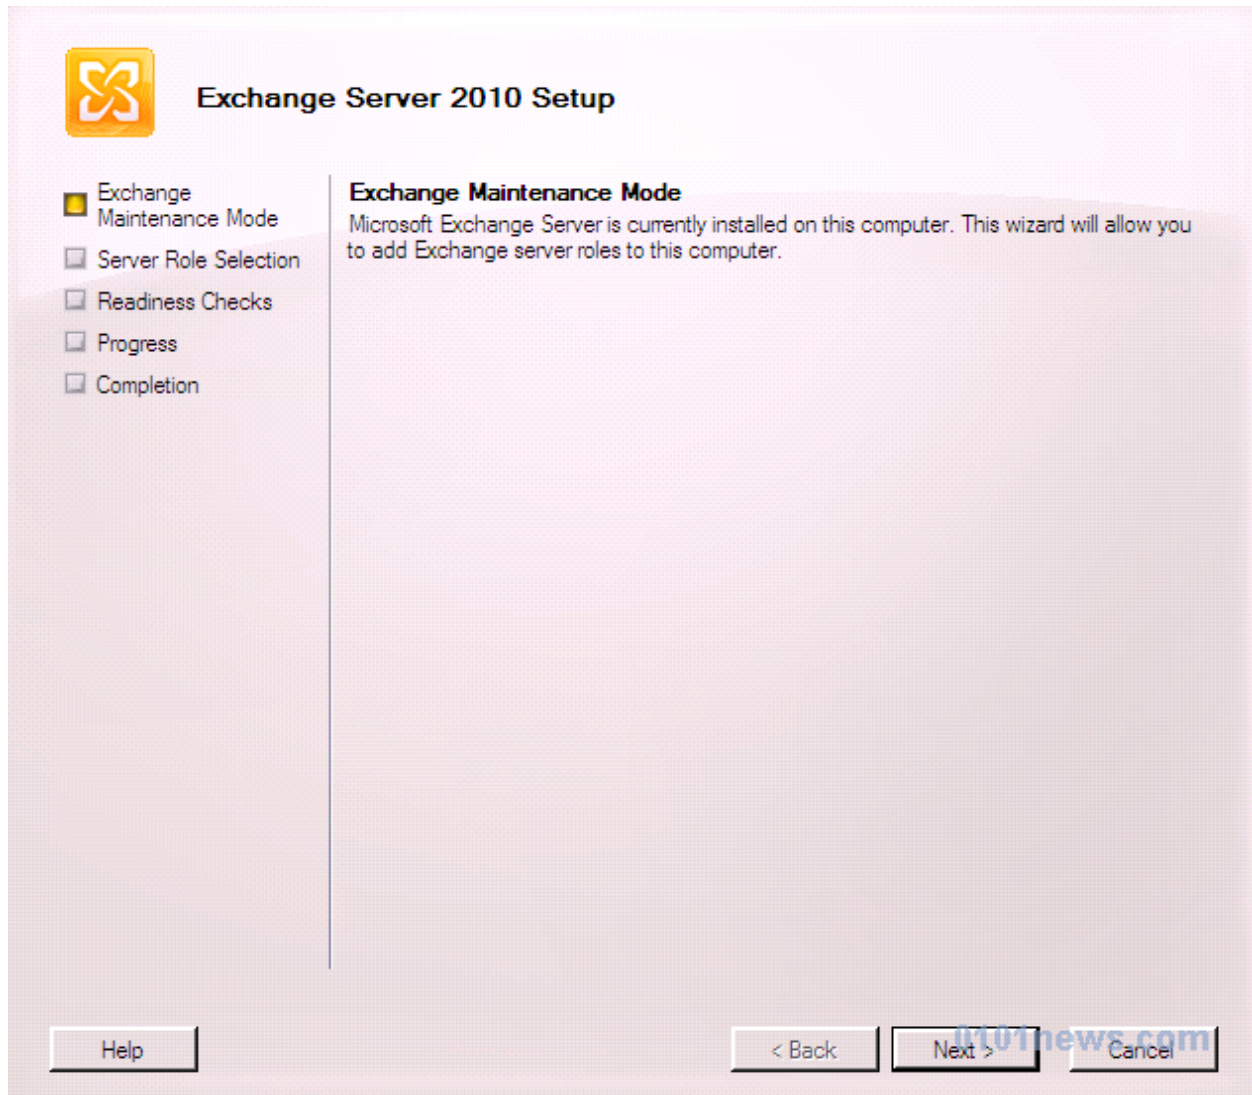 Exchange Server 2010 Setup
Exchange
Maintenance Mode
Server Role Selection
Readiness Checks
Progress
Completion
Exchange Maintenance Mode
Microsoft Exchange Server is currently installed on this computer. This wizard will allow you
to add Exchange server roles to this computer.
Help
< Back
Next >
Cancel
0101news.com